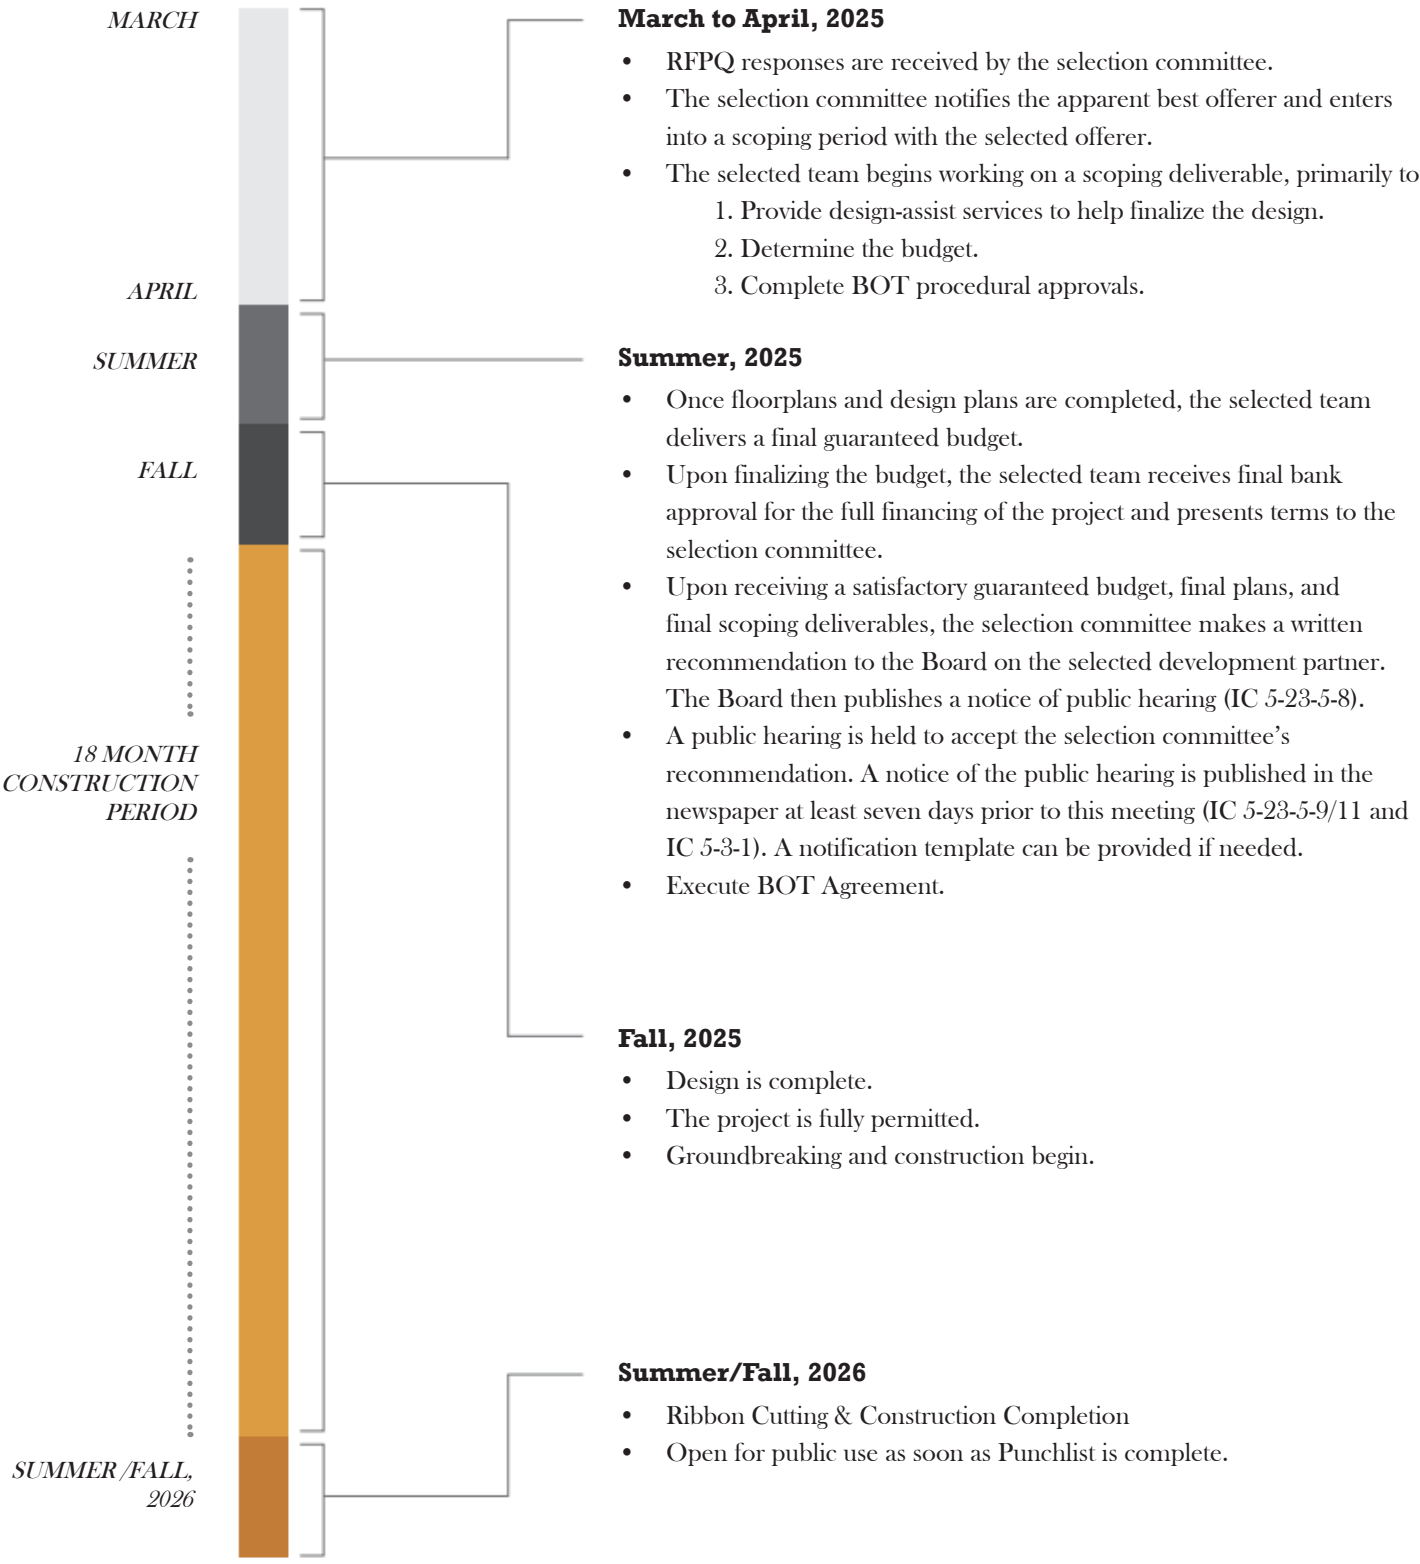 MARCH
APRIL
SUMMER
FALL
18 MONTH
CONSTRUCTION
PERIOD
SUMMER/FALL,
2026
March to April, 2025
• RFPQ responses are received by the selection committee.
• The selection committee notifies the apparent best offerer and enters
into a scoping period with the selected offerer.
• The selected team begins working on a scoping deliverable, primarily to
1. Provide design-assist services to help finalize the design.
2. Determine the budget.
3. Complete BOT procedural approvals.
Summer, 2025
• Once floorplans and design plans are completed, the selected team
delivers a final guaranteed budget.
• Upon finalizing the budget, the selected team receives final bank
approval for the full financing of the project and presents terms to the
selection committee.
• Upon receiving a satisfactory guaranteed budget, final plans, and
final scoping deliverables, the selection committee makes a written
recommendation to the Board on the selected development partner.
The Board then publishes a notice of public hearing (IC 5-23-5-8).
• A public hearing is held to accept the selection committee’s
recommendation. A notice of the public hearing is published in the
newspaper at least seven days prior to this meeting (IC 5-23-5-9/11 and
IC 5-3-1). A notification template can be provided if needed.
• Execute BOT Agreement.
Fall, 2025
• Design is complete.
• The project is fully permitted.
• Groundbreaking and construction begin.
Summer/Fall, 2026
• Ribbon Cutting & Construction Completion
• Open for public use as soon as Punchlist is complete.